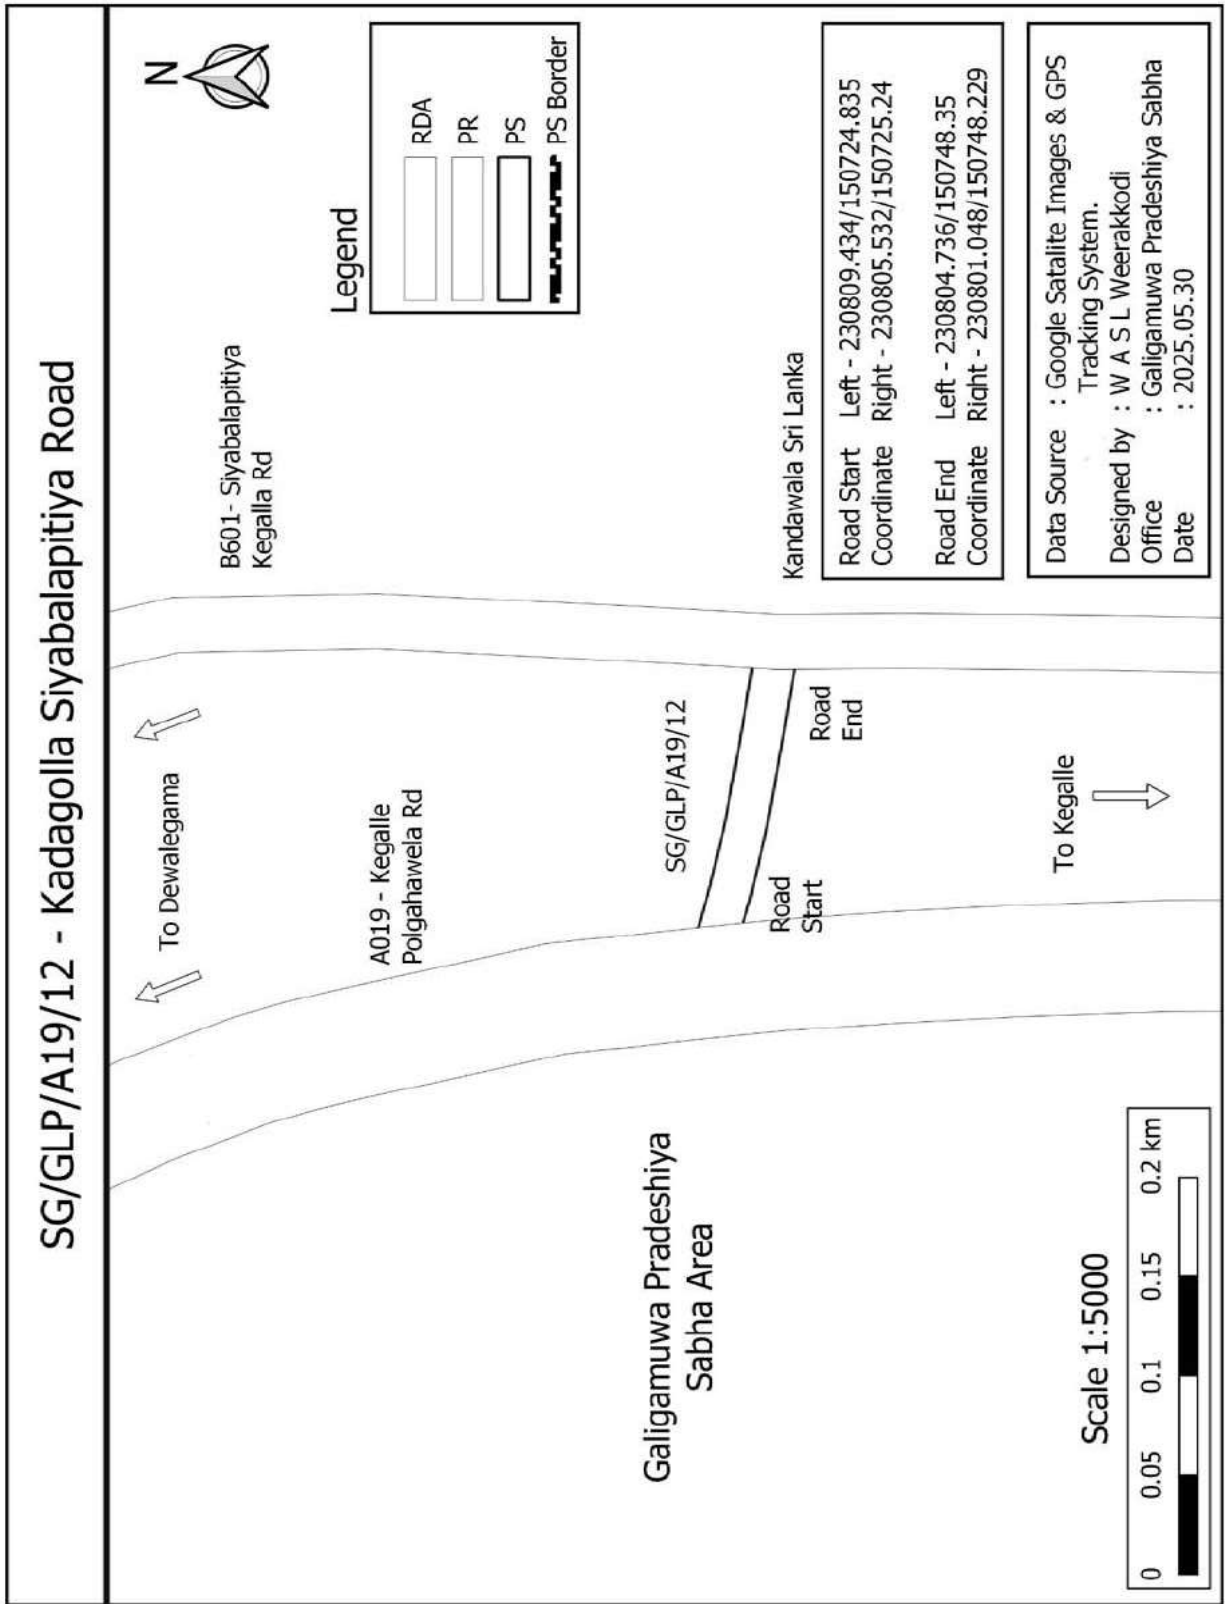 SG/GLP/A19/12 - Kadagolla Siyabalapitiya Road
N
To Dewalegama
B601- Siyabalapitiya
Kegalla Rd
Legend
RDA
PR
PS
PS Border
A019 - Kegalle
Polgahawela Rd
Galigamuwa Pradeshiya
Sabha Area
SG/GLP/A19/12
Road
Start
Road
End
To Kegalle
Kandawala Sri Lanka
Road Start Left - 230809.434/150724.835
Coordinate Right - 230805.532/150725.24
Road End Left - 230804.736/150748.35
Coordinate Right - 230801.048/150748.229
Data Source : Google Satalite Images & GPS
Tracking System.
Designed by : W A S L Weerakkodi
Office : Galigamuwa Pradeshiya Sabha
Date : 2025.05.30
Scale 1:5000
0 0.05 0.1 0.15 0.2 km